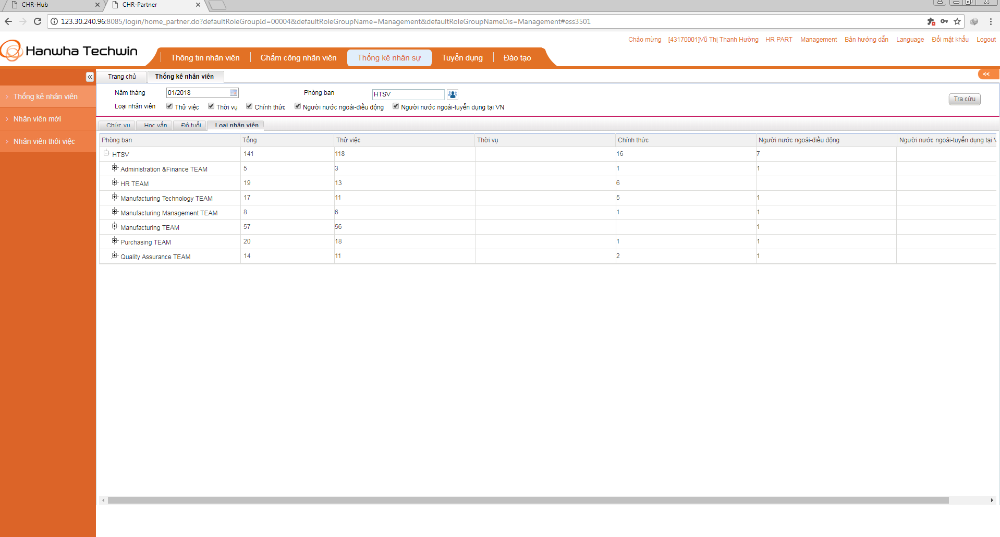 CHR-Hub CHR-Partner
123.30.240.96:8085/login/home_partner.do?defaultRoleGroupId=00004&defaultRoleGroupName=Management&defaultRoleGroupNameDis=Management#ess3501
Chào mừng [43170001]Vũ Thị Thanh Hường HR PART Management Bản hướng dẫn Language Đổi mật khẩu Logout
Hanwha Techwin
Thông tin nhân viên Chấm công nhân viên Thống kê nhân sự Tuyển dụng Đào tạo
Trang chủ Thống kê nhân viên
Thống kê nhân viên
Nhân viên mới
Nhân viên thôi việc
Năm tháng 01/2018 Phòng ban HTSV Tra cứu
Loại nhân viên Thử việc Thời vụ Chính thức Người nước ngoài-điều động Người nước ngoài-tuyển dụng tại VN
Chức vụ Học vấn Độ tuổi Loại nhân viên
Phòng ban Tổng Thử việc Thời vụ Chính thức Người nước ngoài-điều động Người nước ngoài-tuyển dụng tại V
HTSV 141 118 16 7
Administration &Finance TEAM 5 3 1 1
HR TEAM 19 13 6
Manufacturing Technology TEAM 17 11 5 1
Manufacturing Management TEAM 8 6 1 1
Manufacturing TEAM 57 56 1
Purchasing TEAM 20 18 1 1
Quality Assurance TEAM 14 11 2 1